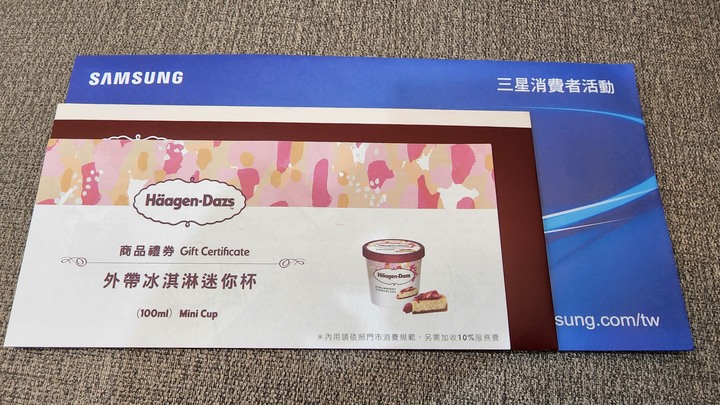 SAMSUNG
三星消費者活動
Häagen-Dazs
商品禮券 Gift Certificate
外帶冰淇淋迷你杯
(100ml) Mini Cup
Häagen-Dazs
＊內用請依照門市消費規範，另需加收10%服務費
sung.com/tw